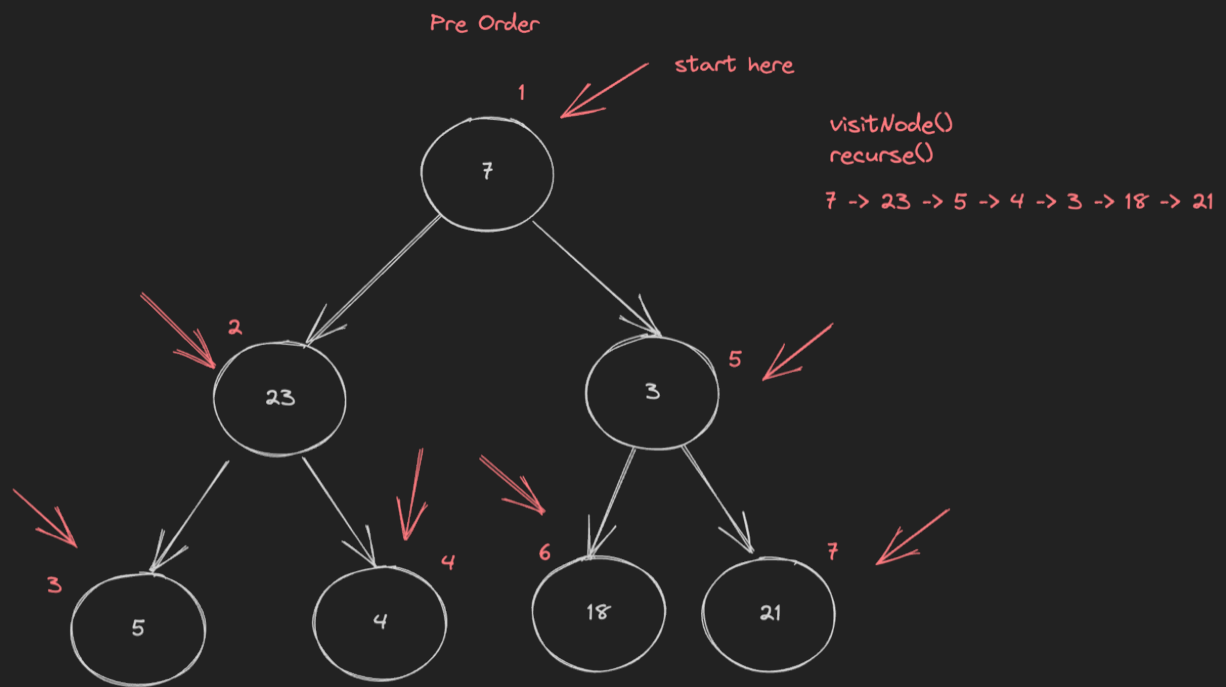 Pre Order
start here
1
visitNode()
recurse()
7
7 -> 23 -> 5 -> 4 -> 3 -> 18 -> 21
2
5
23
3
6
7
4
3
5
4
18
21